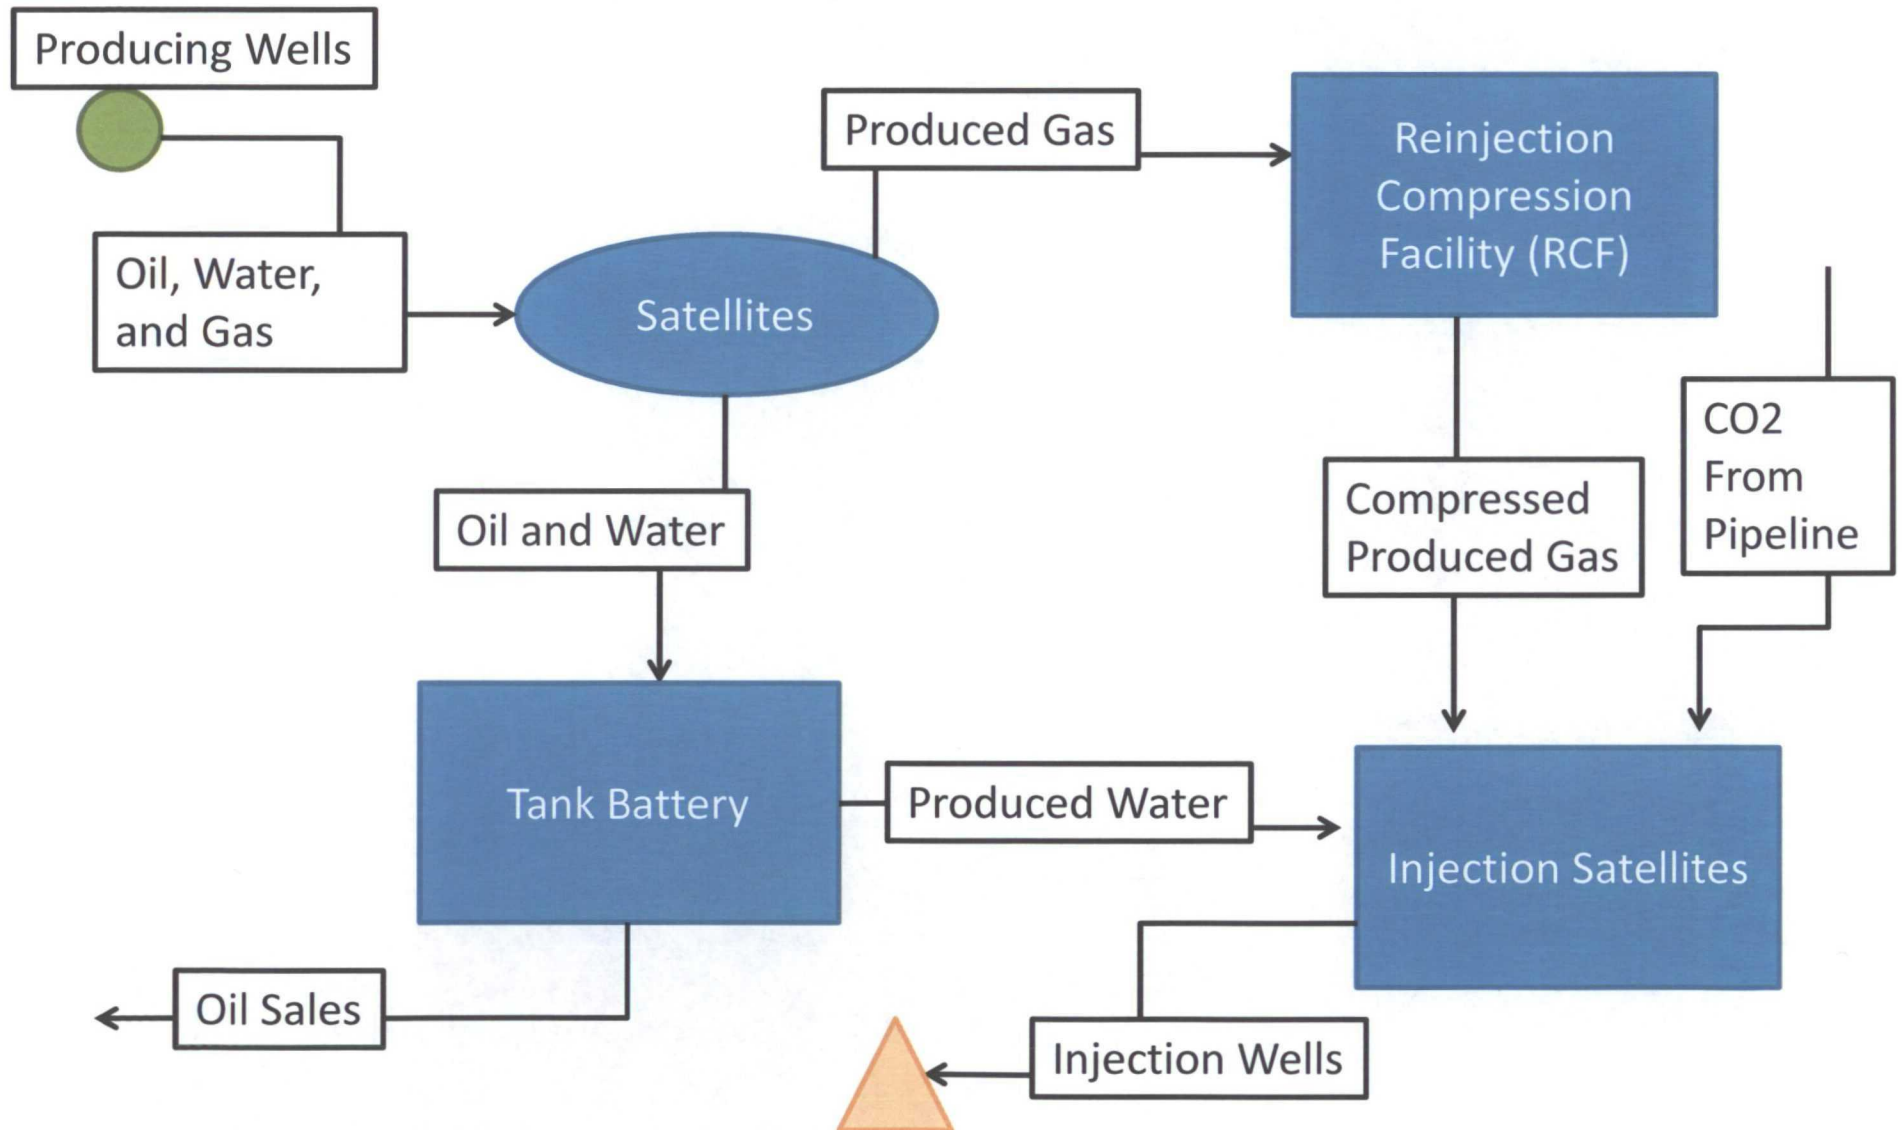 Producing Wells
Oil, Water,
and Gas
Satellites
Produced Gas
Reinjection
Compression
Facility (RCF)
Oil and Water
Compressed
Produced Gas
CO2
From
Pipeline
Tank Battery
Produced Water
Injection Satellites
Oil Sales
Injection Wells